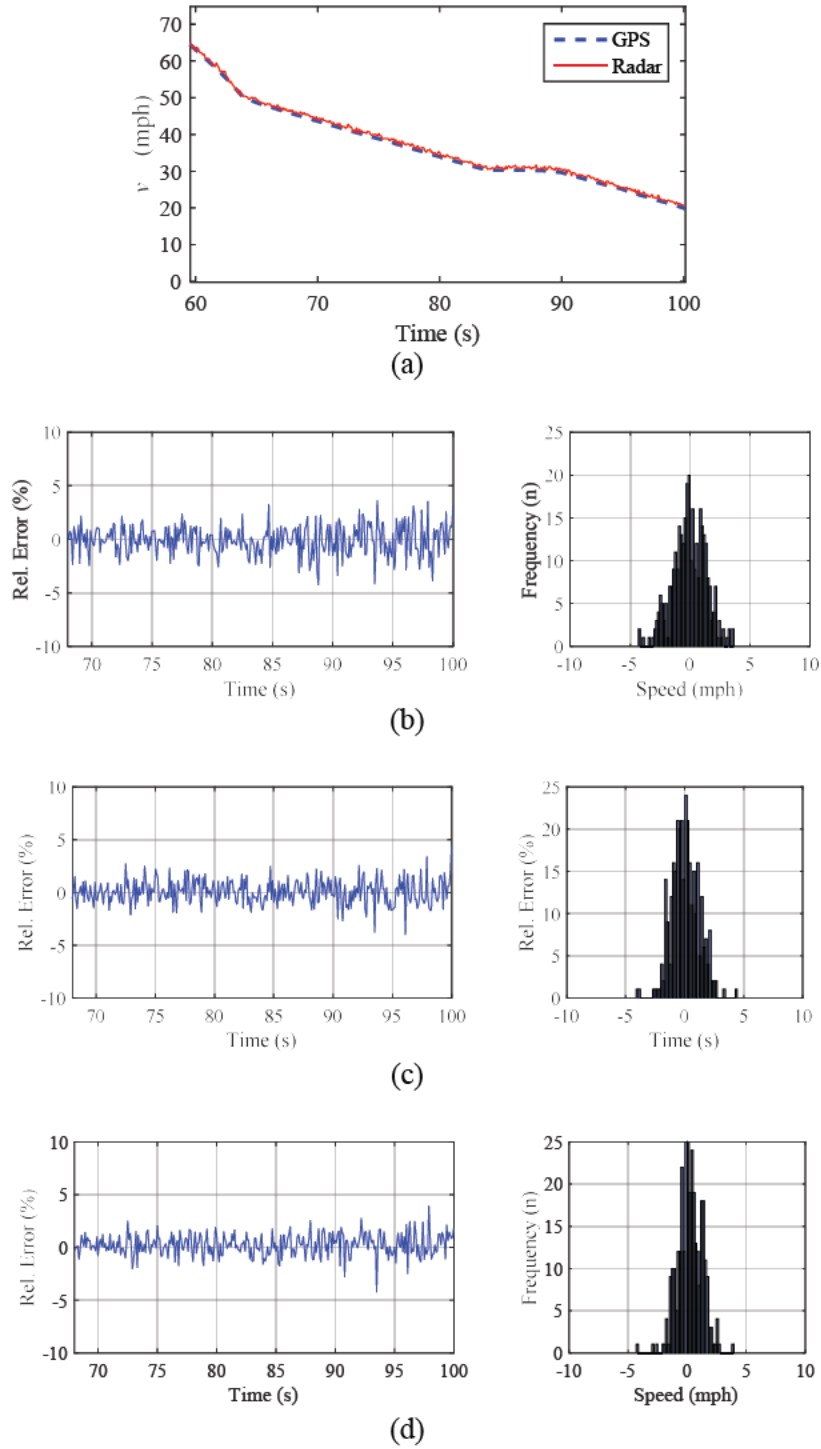 70
60
50
40
30
20
10
0
v (mph)
GPS
Radar
60 70 80 90 100
Time (s)
(a)
10
5
0
-5
-10
Rel. Error (%)
70 75 80 85 90 95 100
Time (s)
25
20
15
10
5
0
Frequency (n)
-10 -5 0 5 10
Speed (mph)
(b)
10
5
0
-5
-10
Rel. Error (%)
70 75 80 85 90 95 100
Time (s)
25
20
15
10
5
0
Rel. Error (%)
-10 -5 0 5 10
Time (s)
(c)
10
5
0
-5
-10
Rel. Error (%)
70 75 80 85 90 95 100
Time (s)
25
20
15
10
5
0
Frequency (n)
-10 -5 0 5 10
Speed (mph)
(d)